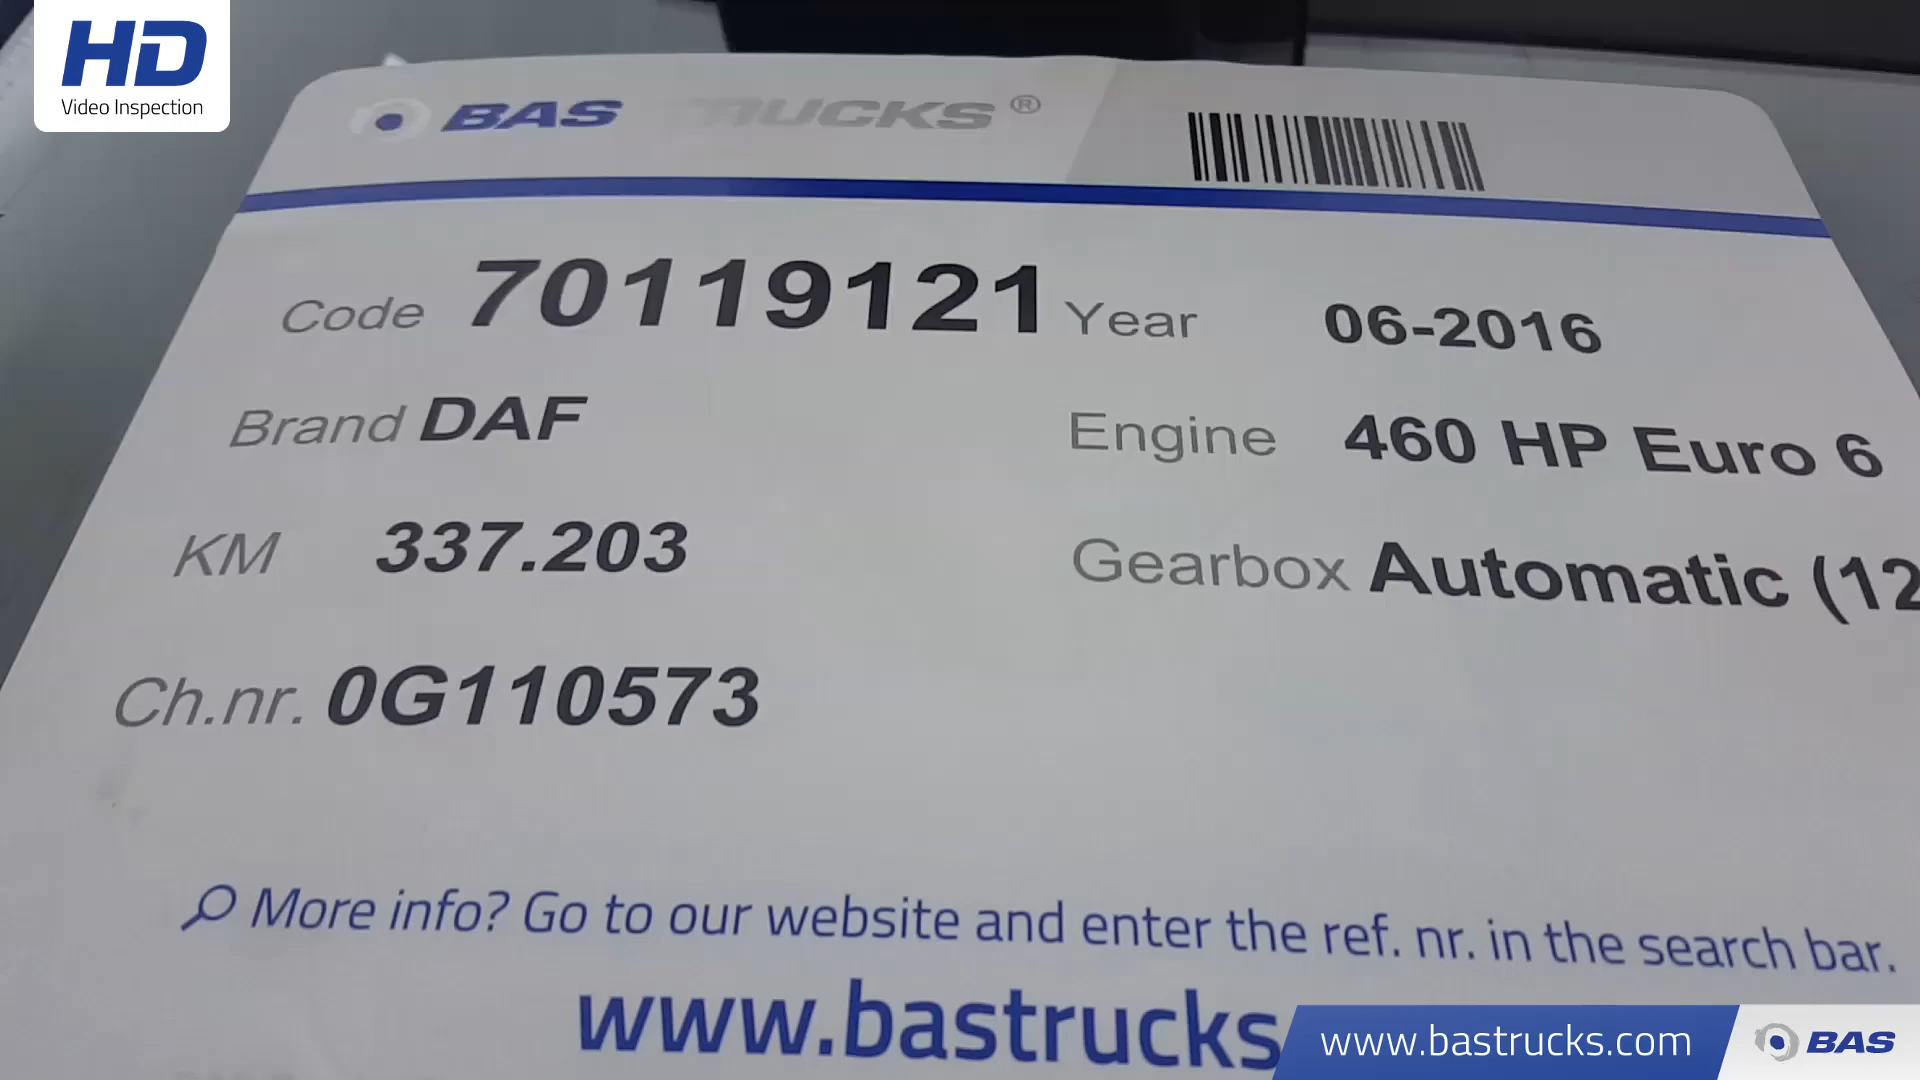 HD
Video Inspection
BAS TRUCKS®
Code 70119121 Year 06-2016
Brand DAF Engine 460 HP Euro 6
KM 337.203 Gearbox Automatic (12
Ch.nr. 0G110573
More info? Go to our website and enter the ref. nr. in the search bar.
www.bastrucks
www.bastrucks.com BAS